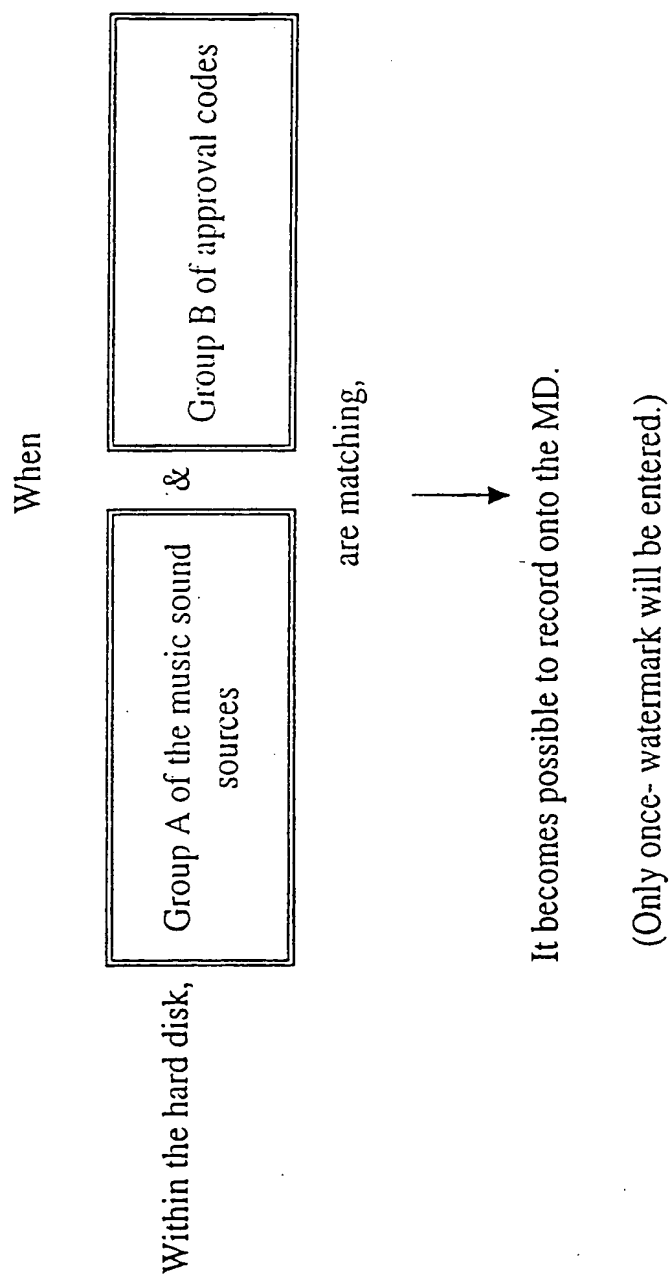 When
Within the hard disk,
Group A of the music sound
sources
&
Group B of approval codes
are matching,
It becomes possible to record onto the MD.
(Only once- watermark will be entered.)